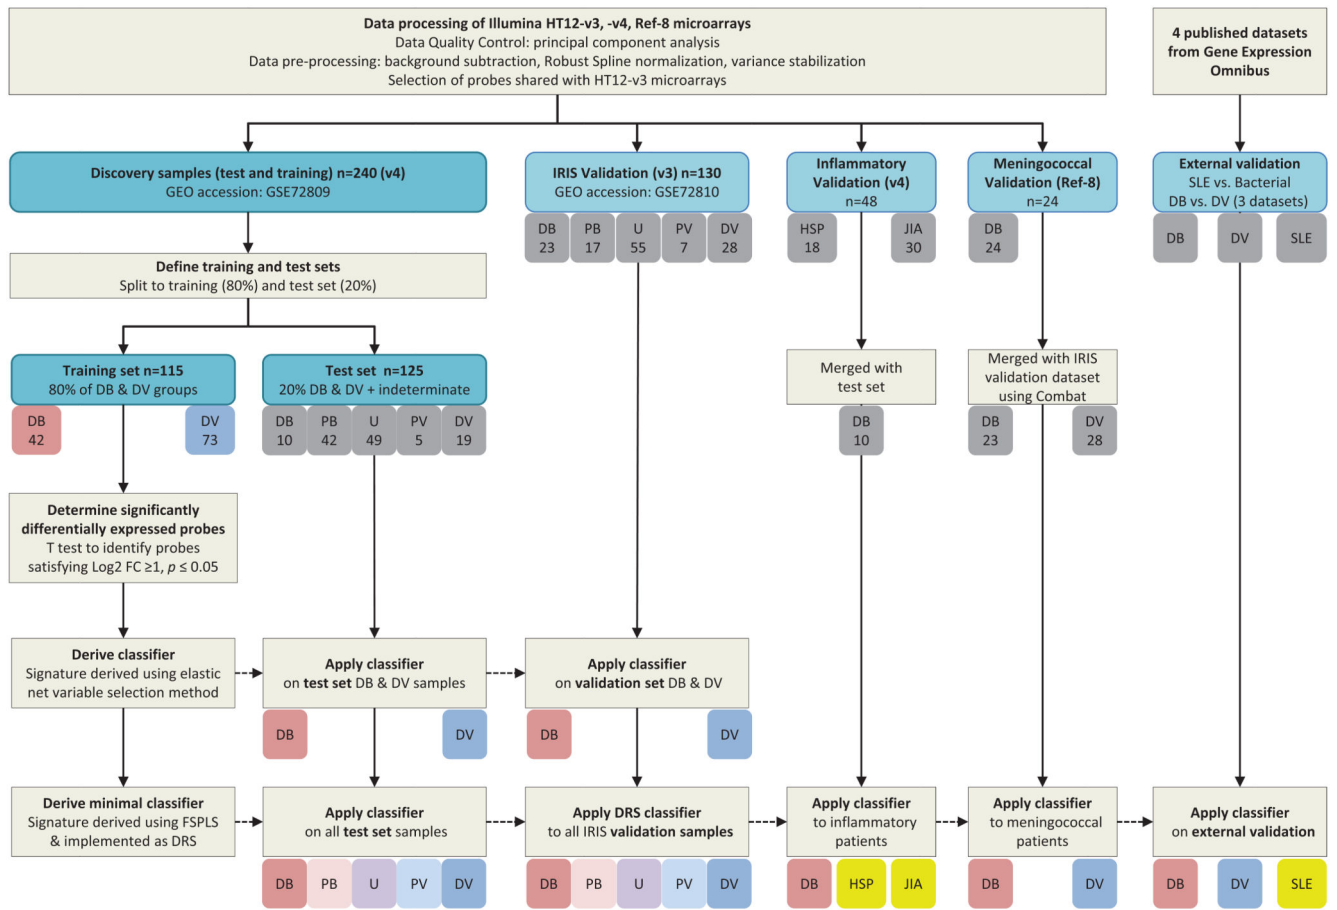 Data processing of Illumina HT12-v3, -v4, Ref-8 microarrays
Data Quality Control: principal component analysis
Data pre-processing: background subtraction, Robust Spline normalization, variance stabilization
Selection of probes shared with HT12-v3 microarrays
4 published datasets
from Gene Expression
Omnibus
Discovery samples (test and training) n=240 (v4)
GEO accession: GSE72809
IRIS Validation (v3) n=130
GEO accession: GSE72810
DB PB U PV DV
23 17 55 7 28
Inflammatory
Validation (v4)
n=48
HSP JIA
18 30
Meningococcal
Validation (Ref-8)
n=24
DB
24
External validation
SLE vs. Bacterial
DB vs. DV (3 datasets)
DB DV SLE
Define training and test sets
Split to training (80%) and test set (20%)
Training set n=115
80% of DB & DV groups
DB DV
42 73
Test set n=125
20% DB & DV + indeterminate
DB PB U PV DV
10 42 49 5 19
Merged with
test set
DB
10
Merged with IRIS
validation dataset
using Combat
DB DV
23 28
Determine significantly
differentially expressed probes
T test to identify probes
satisfying Log2 FC ≥1, p ≤ 0.05
Derive classifier
Signature derived using elastic
net variable selection method
Apply classifier
on test set DB & DV samples
DB DV
Apply classifier
on validation set DB & DV
DB DV
Derive minimal classifier
Signature derived using FSPLS
& implemented as DRS
Apply classifier
on all test set samples
DB PB U PV DV
Apply DRS classifier
to all IRIS validation samples
DB PB U PV DV
Apply classifier
to inflammatory
patients
DB HSP JIA
Apply classifier
to meningococcal
patients
DB DV
Apply classifier
on external validation
DB DV SLE